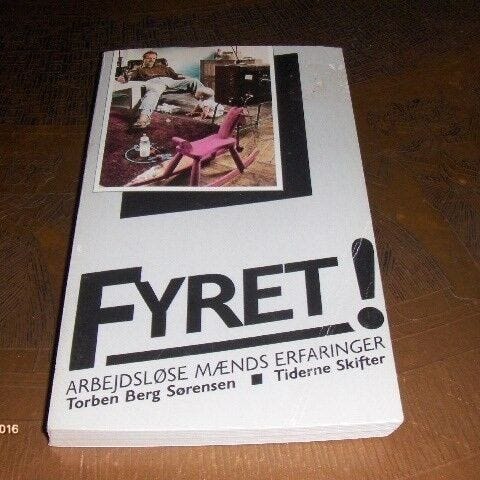 FYRET!
ARBEJDSLØSE MÆNDS ERFARINGER
Torben Berg Sørensen ■ Tiderne Skifter
016